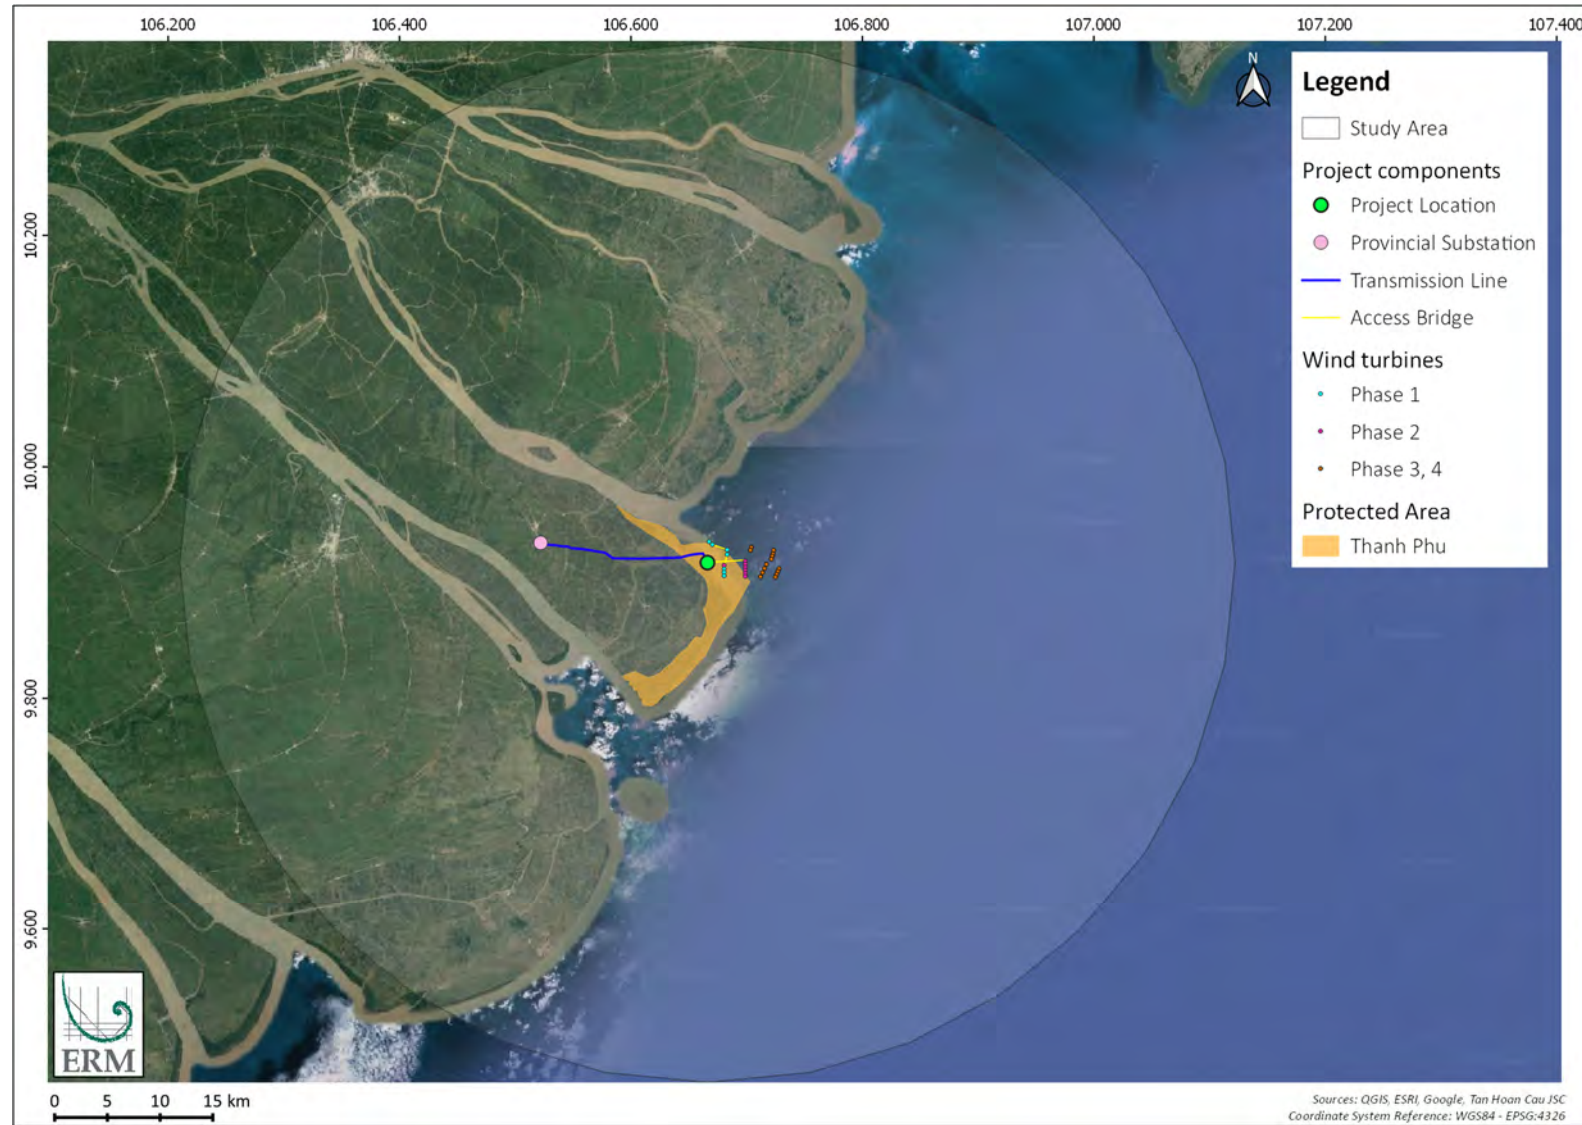 106.200 106.400 106.600 106.800 107.000 107.200 107.400
10.200
10.000
9.800
9.600
N
Legend
Study Area
Project components
Project Location
Provincial Substation
Transmission Line
Access Bridge
Wind turbines
Phase 1
Phase 2
Phase 3, 4
Protected Area
Thanh Phu
ERM
0 5 10 15 km
Sources: QGIS, ESRI, Google, Tan Hoan Cau JSC
Coordinate System Reference: WGS84 - EPSG:4326